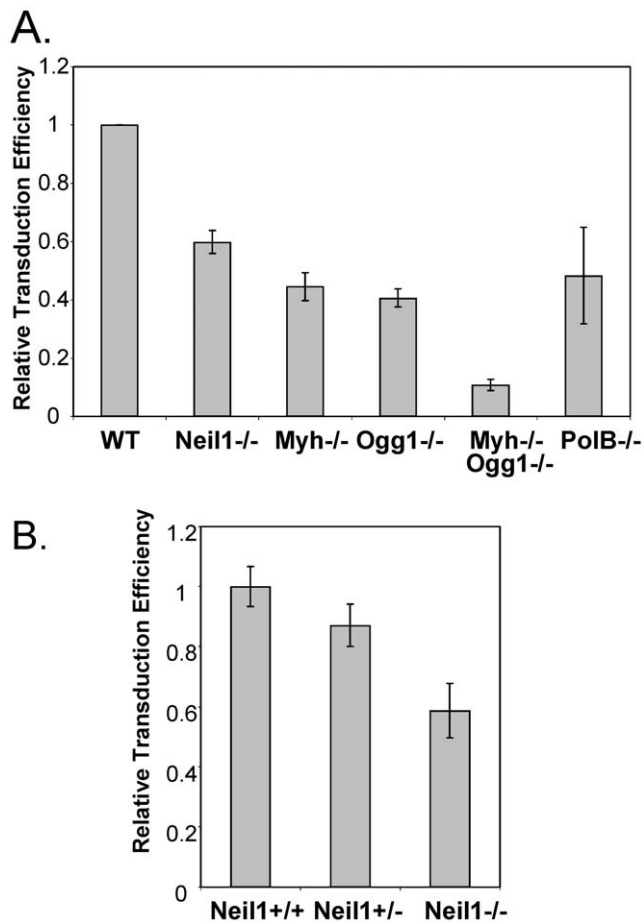 A.
Relative Transduction Efficiency
1.2
1
0.8
0.6
0.4
0.2
0
WT Neil1-/- Myh-/- Ogg1-/- Myh-/- PolB-/-
Ogg1-/-
B.
Relative Transduction Efficiency
1.2
1
0.8
0.6
0.4
0.2
0
Neil1+/+ Neil1+/- Neil1-/-